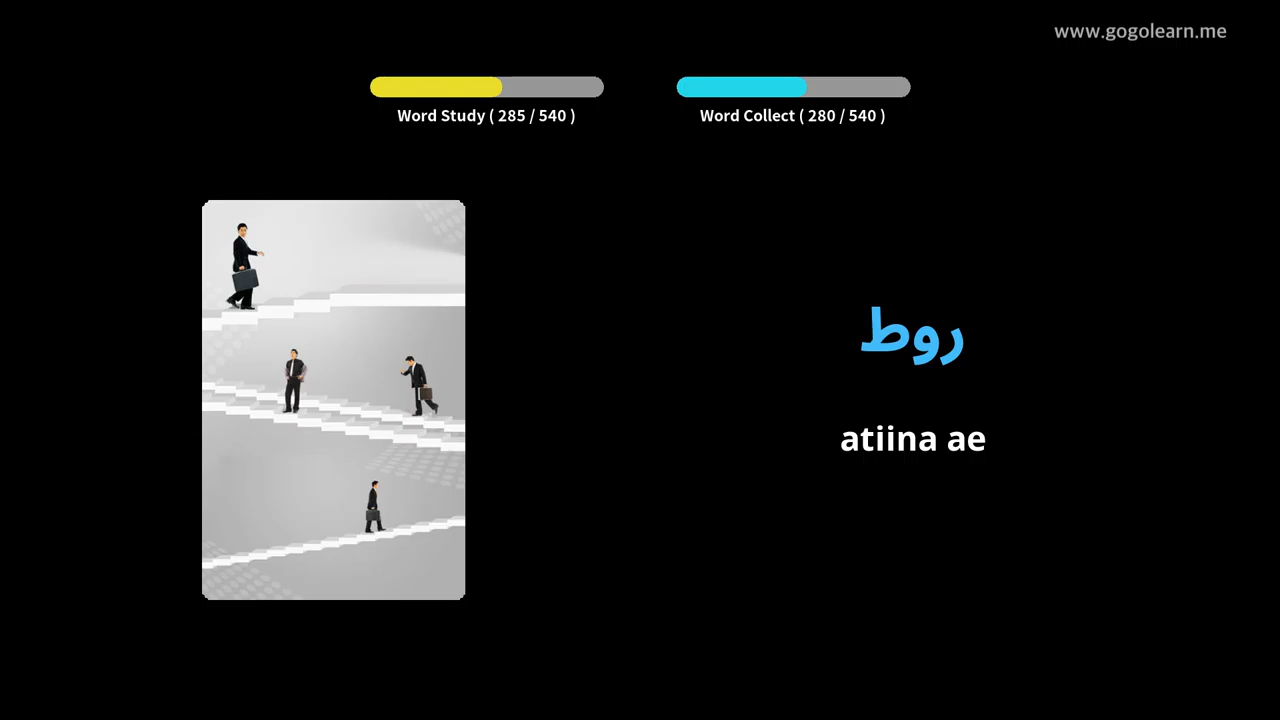 www.gogolearn.me
Word Study ( 285 / 540 )
Word Collect ( 280 / 540 )
روط
atiina ae